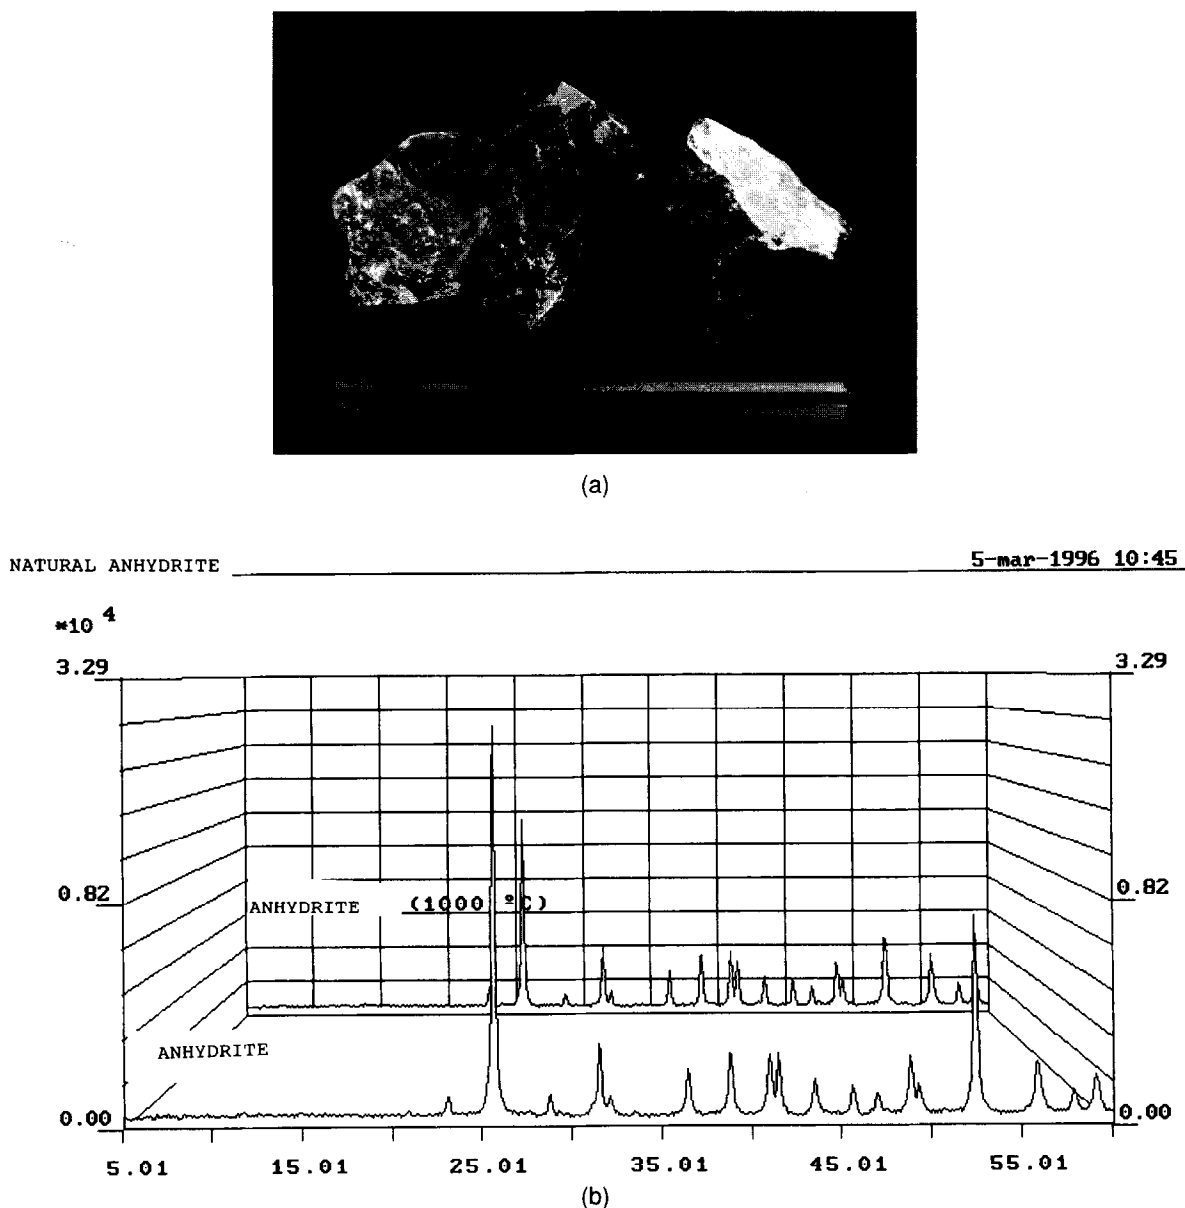 (a)
NATURAL ANHYDRITE 5-mar-1996 10:45
*10 4
3.29 3.29
0.82 0.82
ANHYDRITE (1000 ºC)
ANHYDRITE
0.00 0.00
5.01 15.01 25.01 35.01 45.01 55.01
(b)